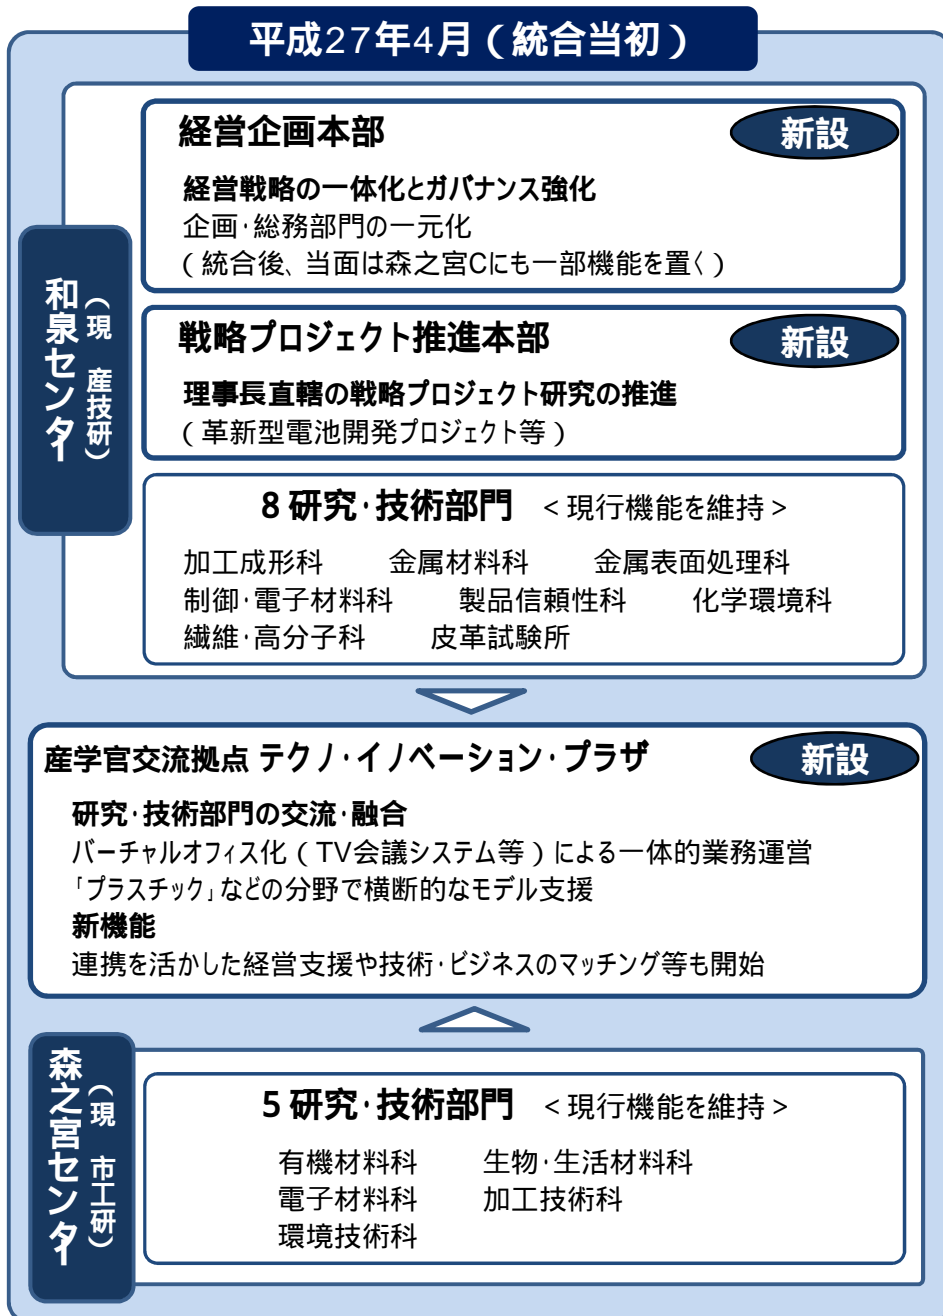 平成27年4月(統合当初)
和泉センター
(現 産技研)
経営企画本部
新設
経営戦略の一体化とガバナンス強化
企画・総務部門の一元化
(統合後、当面は森之宮Cにも一部機能を置く)
戦略プロジェクト推進本部
新設
理事長直轄の戦略プロジェクト研究の推進
(革新型電池開発プロジェクト等)
8研究・技術部門 <現行機能を維持>
加工成形科 金属材料科 金属表面処理科
制御・電子材料科 製品信頼性科 化学環境科
繊維・高分子科 皮革試験所
産学官交流拠点 テクノ・イノベーション・プラザ
新設
研究・技術部門の交流・融合
バーチャルオフィス化(TV会議システム等)による一体的業務運営
「プラスチック」などの分野で横断的なモデル支援
新機能
連携を活かした経営支援や技術・ビジネスのマッチング等も開始
森之宮センター
(現 市工研)
5研究・技術部門 <現行機能を維持>
有機材料科 生物・生活材料科
電子材料科 加工技術科
環境技術科